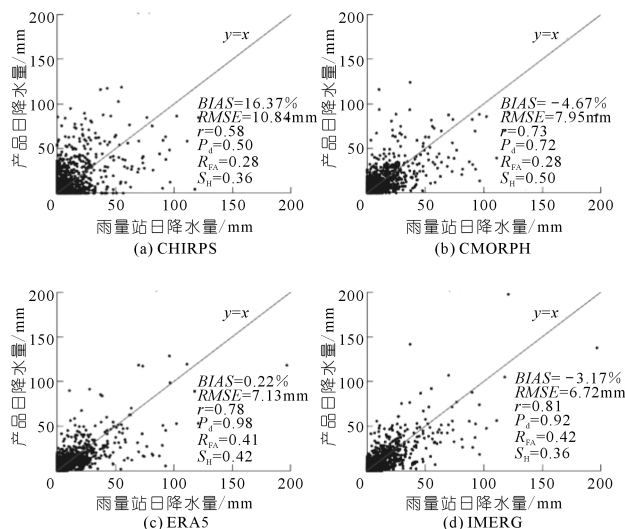 200
150
100
50
0
产品日降水量/mm
y=x
BIAS=16.37%
RMSE=10.84mm
r=0.58
Pd=0.50
RFA=0.28
SH=0.36
50 100 150 200
雨量站日降水量/mm
(a) CHIRPS
200
150
100
50
0
产品日降水量/mm
y=x
BIAS=-4.67%
RMSE=7.95mm
r=0.73
Pd=0.72
RFA=0.28
SH=0.50
50 100 150 200
雨量站日降水量/mm
(b) CMORPH
200
150
100
50
0
产品日降水量/mm
y=x
BIAS=0.22%
RMSE=7.13mm
r=0.78
Pd=0.98
RFA=0.41
SH=0.42
50 100 150 200
雨量站日降水量/mm
(c) ERA5
200
150
100
50
0
产品日降水量/mm
y=x
BIAS=-3.17%
RMSE=6.72mm
r=0.81
Pd=0.92
RFA=0.42
SH=0.36
50 100 150 200
雨量站日降水量/mm
(d) IMERG